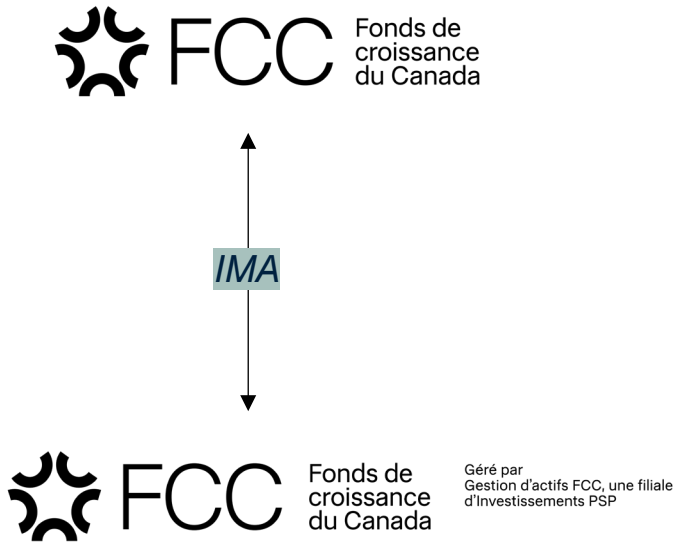 FCC
Fonds de
croissance
du Canada
IMA
FCC
Fonds de
croissance
du Canada
Géré par
Gestion d'actifs FCC, une filiale
d'Investissements PSP